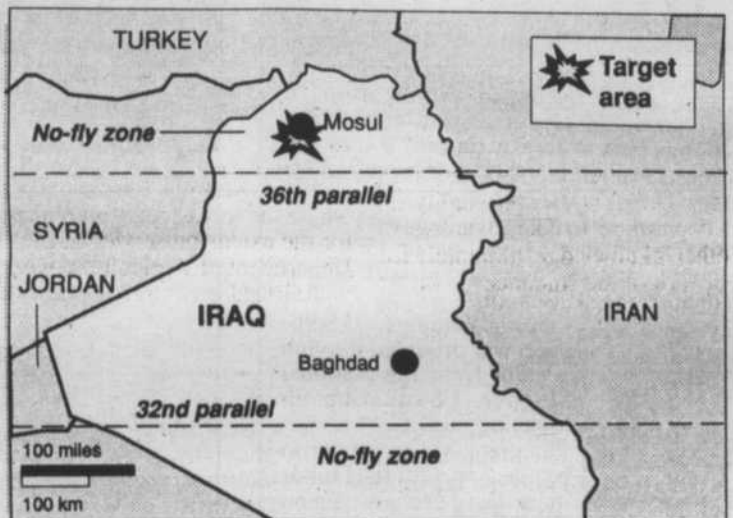 TURKEY
Target
area
No-fly zone
Mosul
36th parallel
SYRIA
JORDAN
IRAQ
IRAN
Baghdad
32nd parallel
100 miles
No-fly zone
100 km